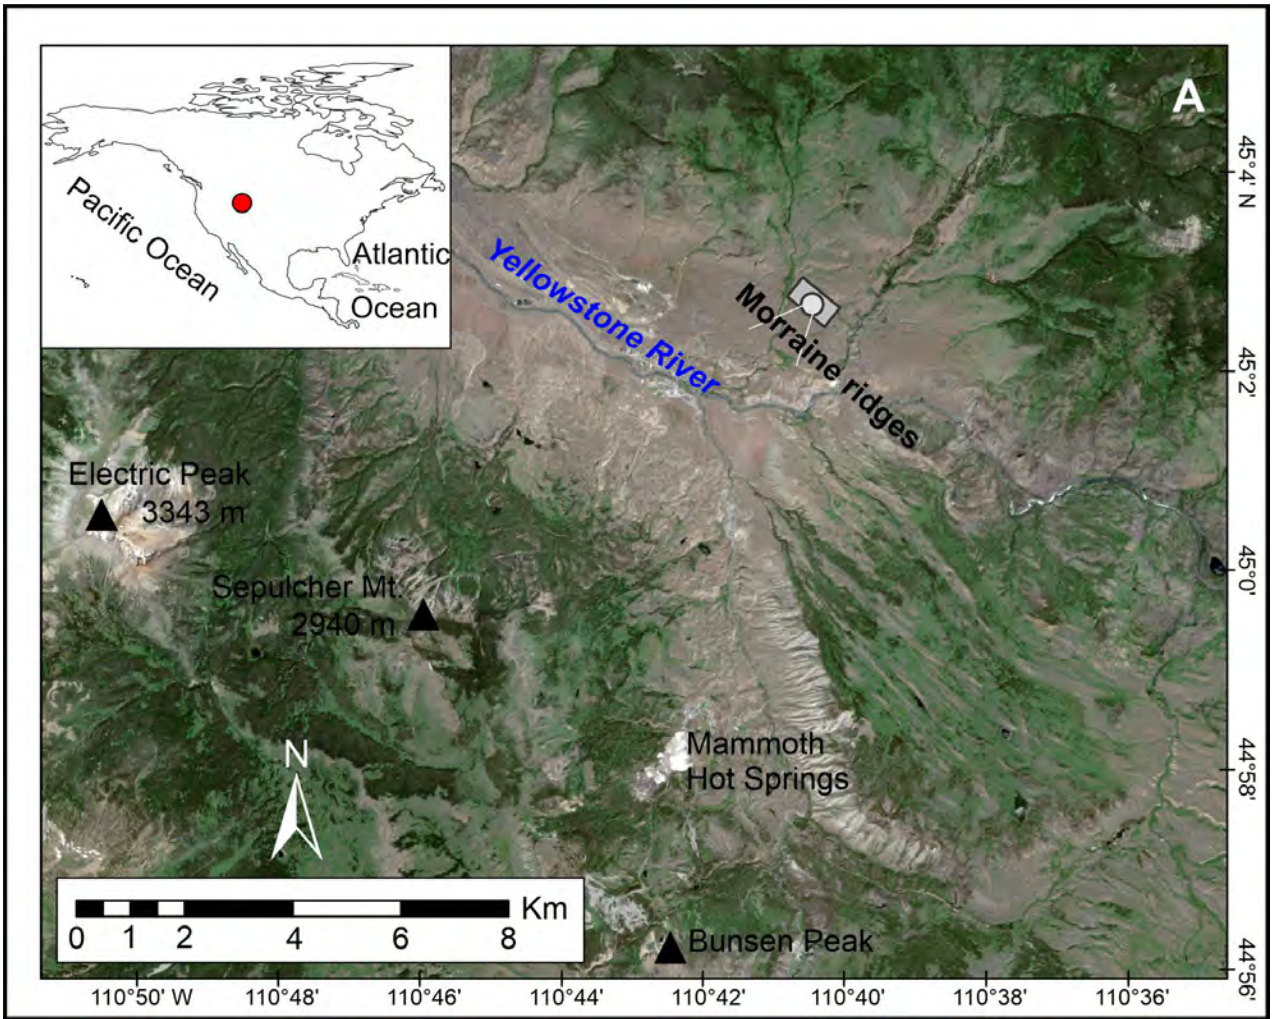 A
Pacific Ocean
Atlantic
Ocean
Yellowstone River
Morraine ridges
Electric Peak
3343 m
Sepulcher Mt.
2940 m
Mammoth
Hot Springs
Bunsen Peak
N
Km
0 1 2 4 6 8
45°4' N
45°2'
45°0'
44°58'
44°56'
110°50' W 110°48' 110°46' 110°44' 110°42' 110°40' 110°38' 110°36'